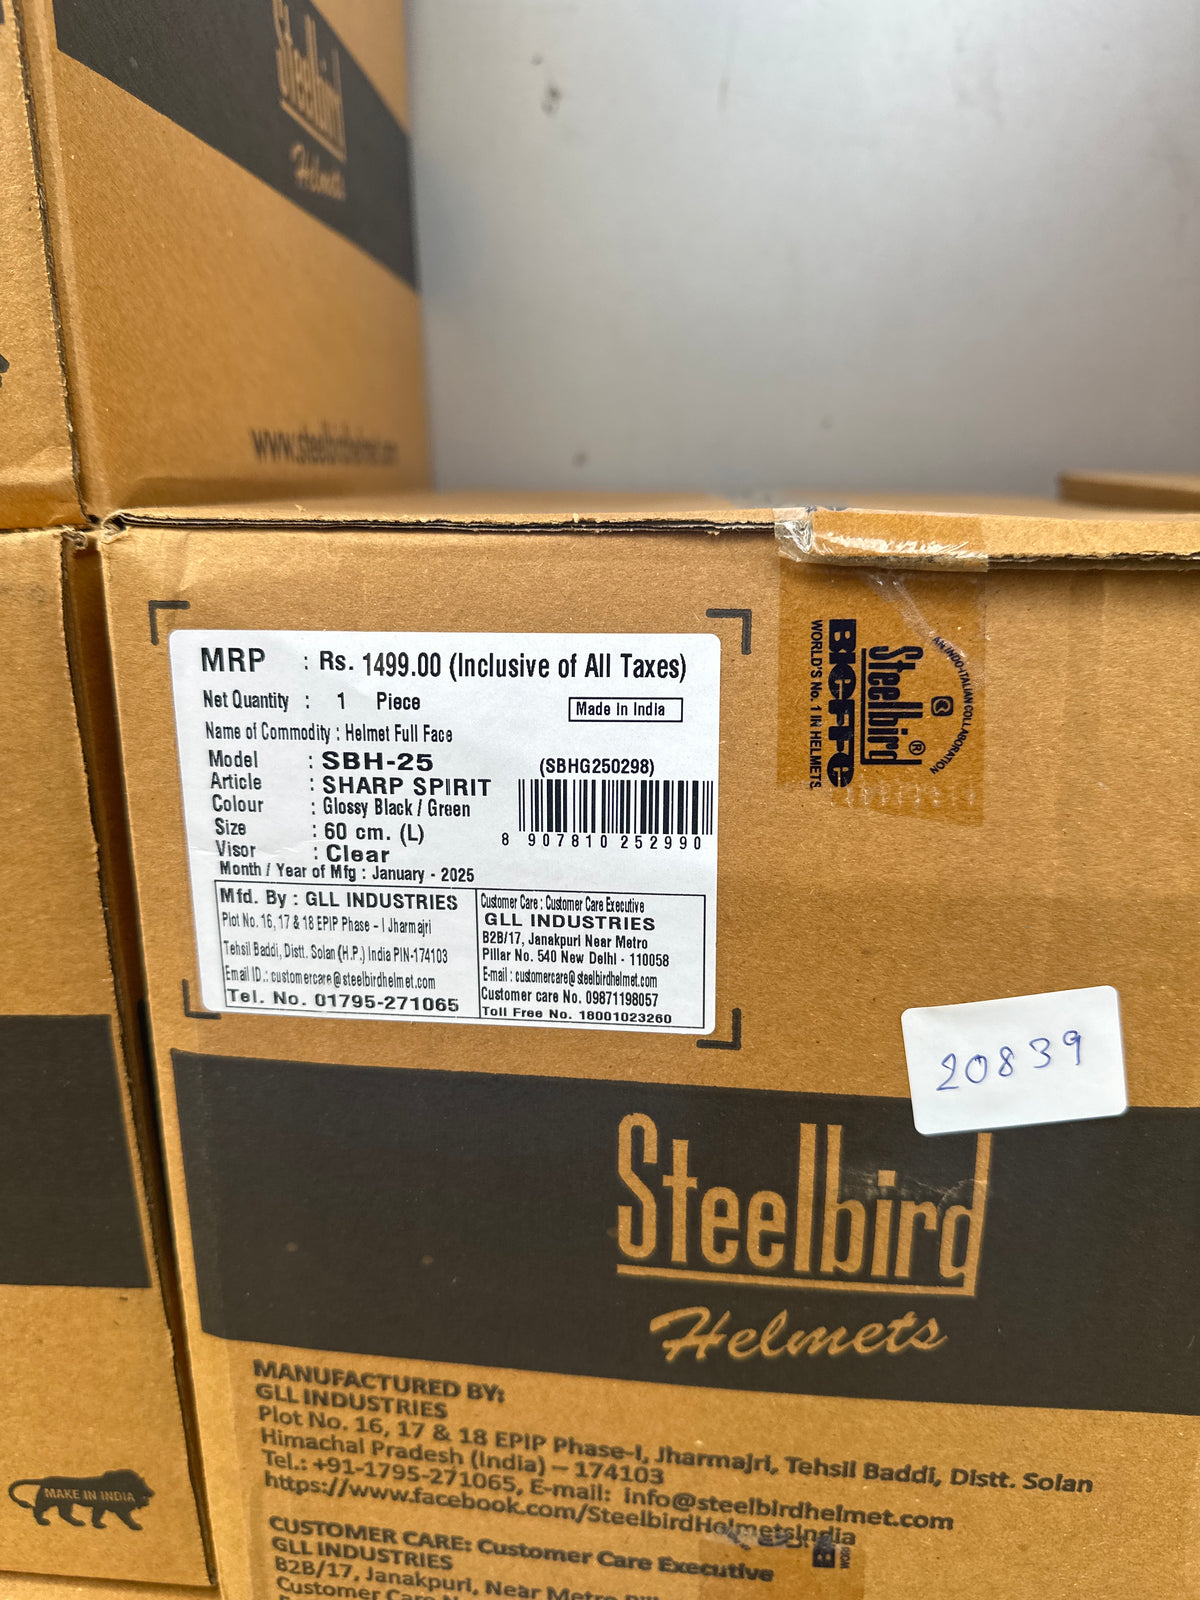 Steelbird
Helmets
www.steelbirdhelmet.com
MRP : Rs. 1499.00 (Inclusive of All Taxes)
Net Quantity : 1 Piece
Made In India
Name of Commodity : Helmet Full Face
Model : SBH-25
(SBHG250298)
Article : SHARP SPIRIT
Colour : Glossy Black / Green
Size : 60 cm. (L)
8 907810 252990
Visor : Clear
Month / Year of Mfg : January - 2025
Mfd. By : GLL INDUSTRIES
Plot No. 16, 17 & 18 EPIP Phase - I Jharmajri
Tehsil Baddi, Distt. Solan (H.P.) India PIN-174103
Email ID.: customercare@steelbirdhelmet.com
Tel. No. 01795-271065
Customer Care : Customer Care Executive
GLL INDUSTRIES
B2B/17, Janakpuri Near Metro
Pillar No. 540 New Delhi - 110058
E-mail : customercare@steelbirdhelmet.com
Customer care No. 09871198057
Toll Free No. 18001023260
AN INDO-ITALIAN COLLABORATION
Steelbird®
BIEFFE
WORLD'S No. 1 IN HELMETS
20839
Steelbird
Helmets
MANUFACTURED BY:
GLL INDUSTRIES
Plot No. 16, 17 & 18 EPIP Phase-I, Jharmajri, Tehsil Baddi, Distt. Solan
Himachal Pradesh (India) – 174103
Tel.: +91-1795-271065, E-mail: info@steelbirdhelmet.com
https://www.facebook.com/SteelbirdHelmetsIndia
CUSTOMER CARE: Customer Care Executive
GLL INDUSTRIES
B2B/17, Janakpuri, Near Metro
Customer Care
MAKE IN INDIA